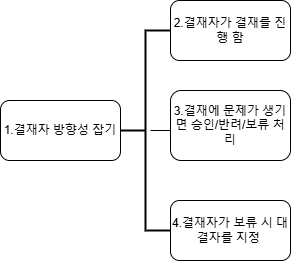 1.결재자 방향성 잡기
2.결재자가 결재를 진
행 함
3.결재에 문제가 생기
면 승인/반려/보류 처
리
4.결재자가 보류 시 대
결자를 지정